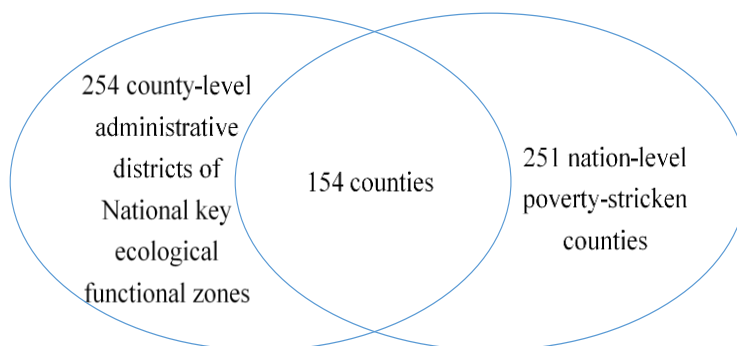 254 county-level
administrative
districts of
National key
ecological
functional zones
154 counties
251 nation-level
poverty-stricken
counties